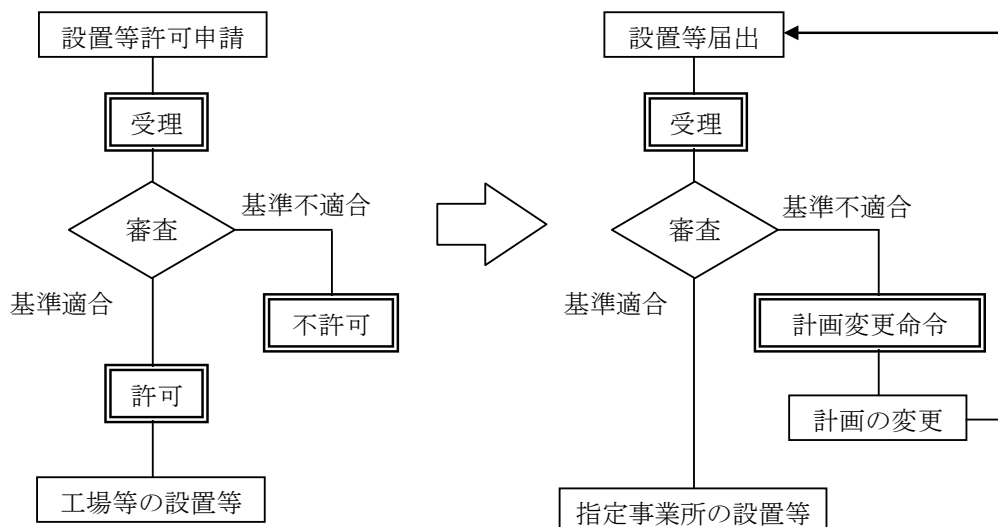 設置等許可申請
受理
審査
基準不適合
基準適合
不許可
許可
工場等の設置等
設置等届出
受理
審査
基準不適合
基準適合
計画変更命令
計画の変更
指定事業所の設置等